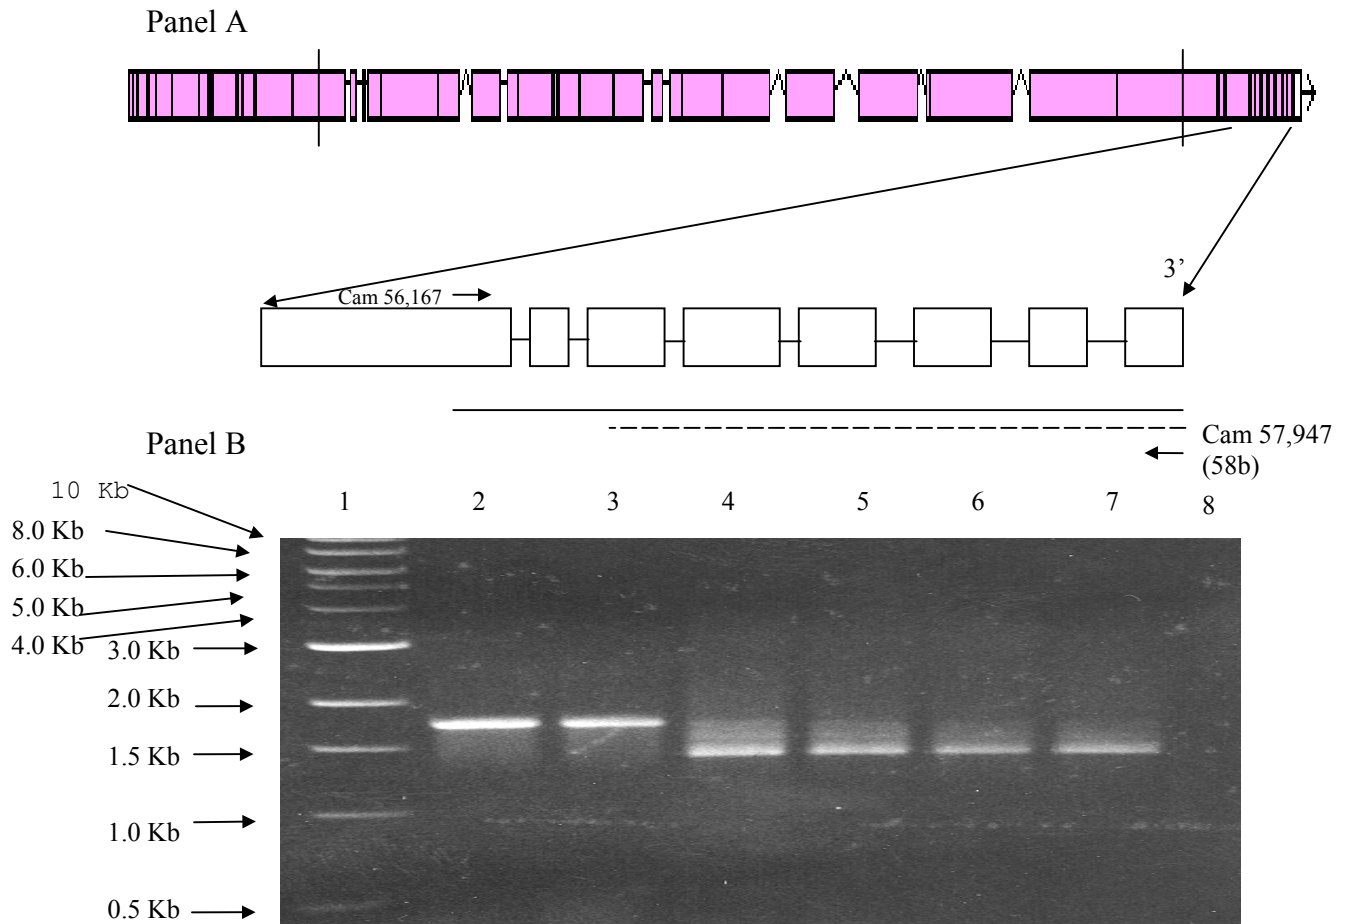 Panel A
3’
Cam 56,167
Panel B
Cam 57,947
(58b)
10 Kb
1 2 3 4 5 6 7 8
8.0 Kb
6.0 Kb
5.0 Kb
4.0 Kb
3.0 Kb
2.0 Kb
1.5 Kb
1.0 Kb
0.5 Kb